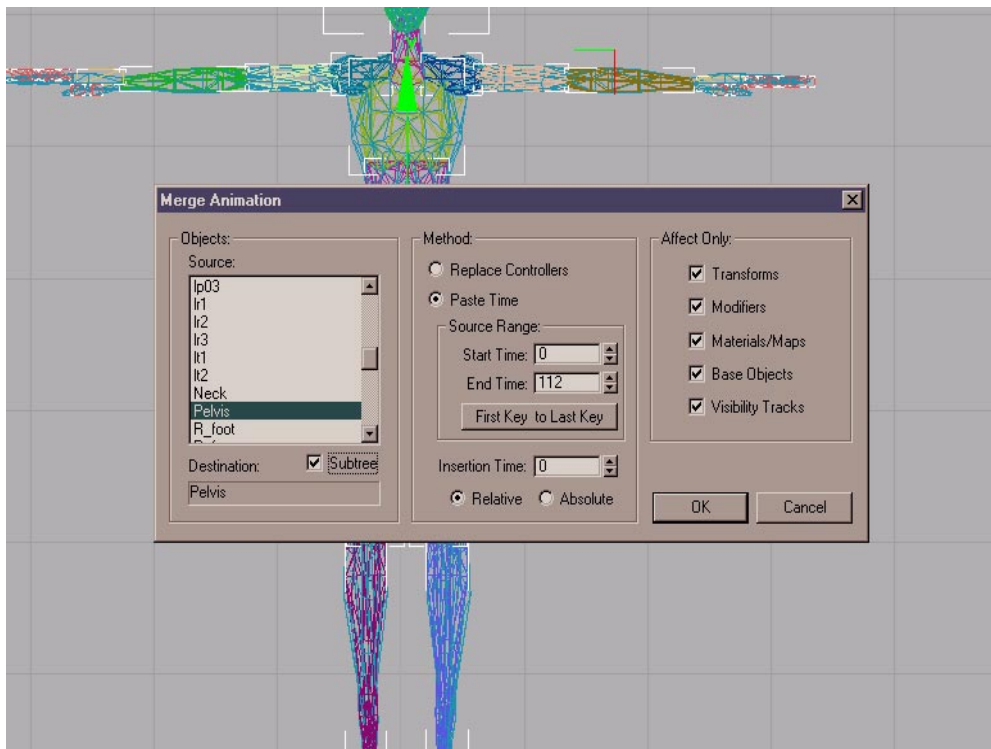 Merge Animation
Objects:
Source:
lp03
lr1
lr2
lr3
lt1
lt2
Neck
Pelvis
R_foot
Destination:
Subtree
Pelvis
Method:
Replace Controllers
Paste Time
Source Range:
Start Time: 0
End Time: 112
First Key to Last Key
Insertion Time: 0
Relative Absolute
Affect Only:
Transforms
Modifiers
Materials/Maps
Base Objects
Visibility Tracks
OK
Cancel